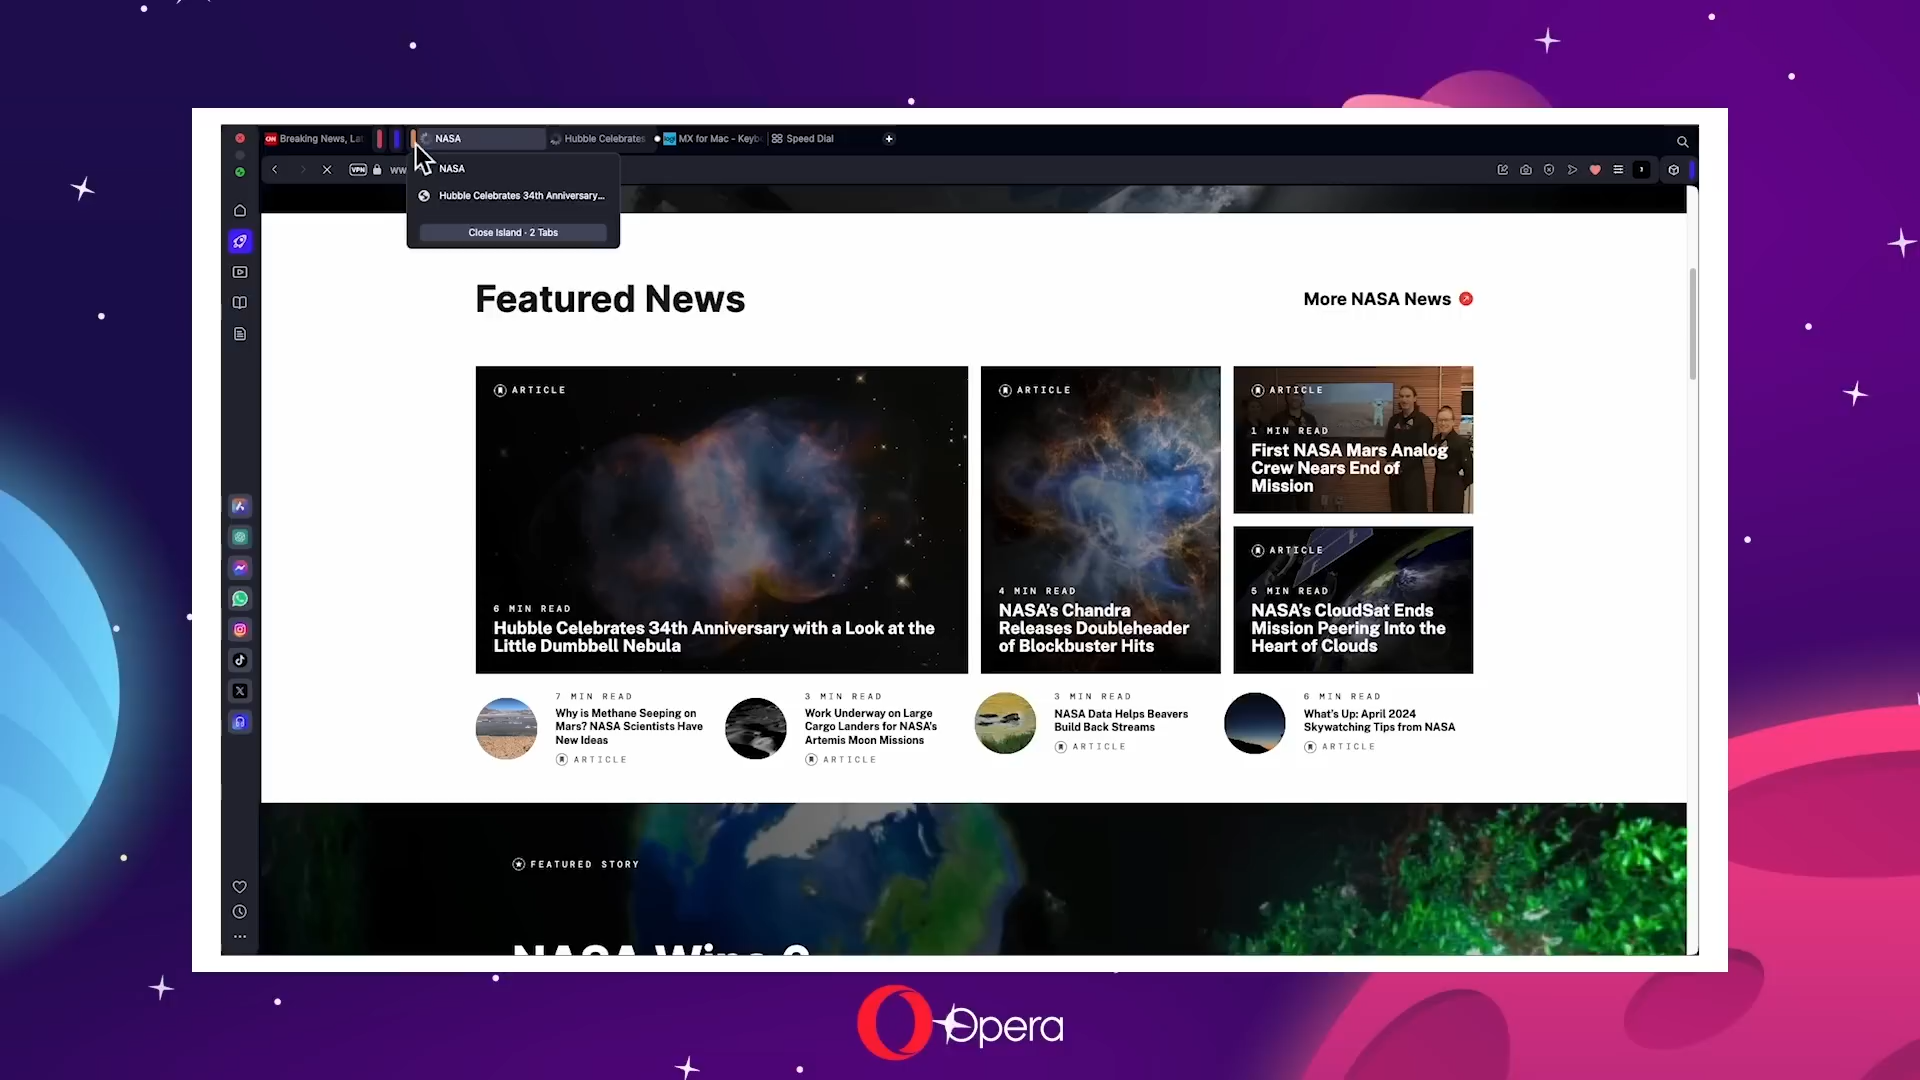 Breaking News, La
NASA
Hubble Celebrates
MX for Mac - Keyb
Speed Dial
VPN
ww
NASA
Hubble Celebrates 34th Anniversary...
Close Island · 2 Tabs
Featured News
More NASA News
ARTICLE
6 MIN READ
Hubble Celebrates 34th Anniversary with a Look at the
Little Dumbbell Nebula
ARTICLE
4 MIN READ
NASA's Chandra
Releases Doubleheader
of Blockbuster Hits
ARTICLE
1 MIN READ
First NASA Mars Analog
Crew Nears End of
Mission
ARTICLE
5 MIN READ
NASA's CloudSat Ends
Mission Peering Into the
Heart of Clouds
7 MIN READ
Why is Methane Seeping on
Mars? NASA Scientists Have
New Ideas
ARTICLE
3 MIN READ
Work Underway on Large
Cargo Landers for NASA's
Artemis Moon Missions
ARTICLE
3 MIN READ
NASA Data Helps Beavers
Build Back Streams
ARTICLE
6 MIN READ
What's Up: April 2024
Skywatching Tips from NASA
ARTICLE
FEATURED STORY
NASA Wins 6
Opera